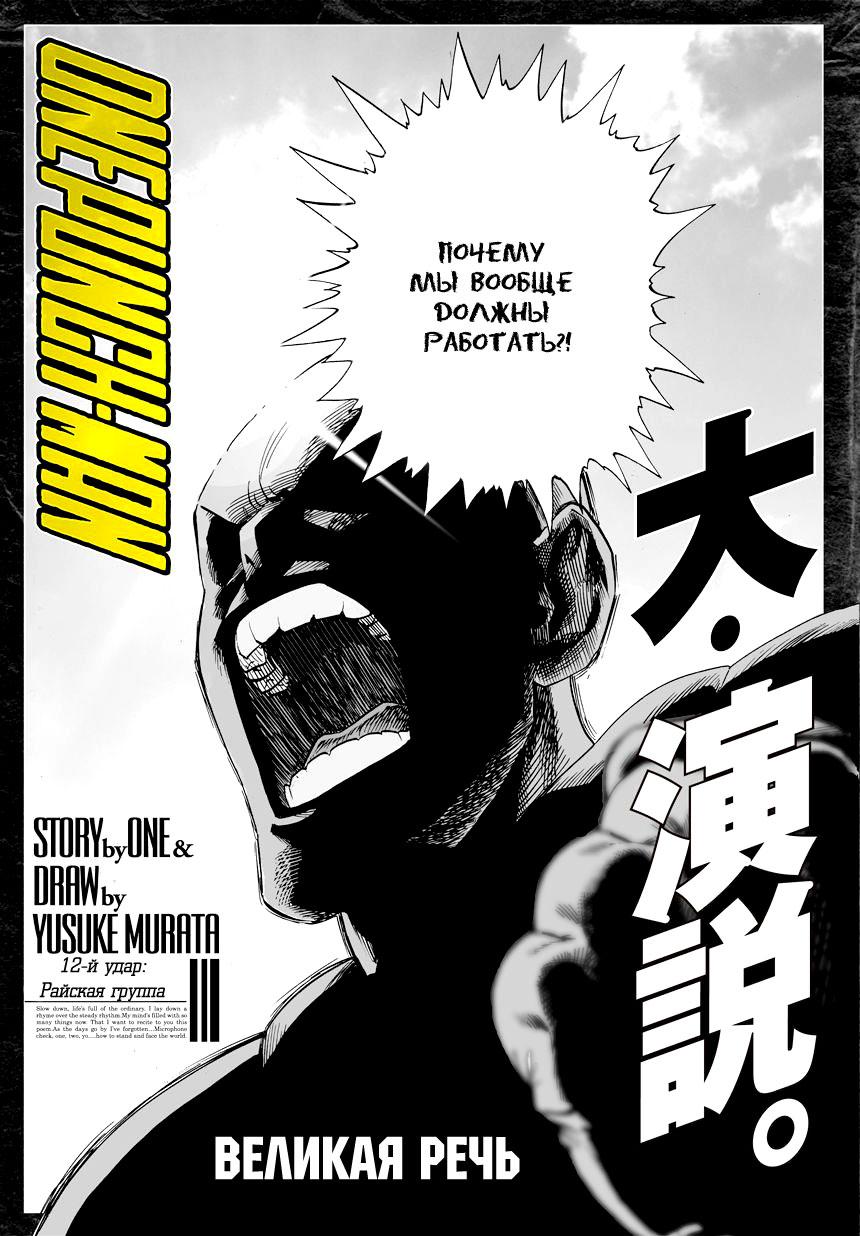 ONEPUNCH-MAN
ПОЧЕМУ
МЫ ВООБЩЕ
ДОЛЖНЫ
РАБОТАТЬ?!
大・演説。
STORY by ONE &
DRAW by
YUSUKE MURATA
12-й удар:
Райская группа
Slow down, life's full of the ordinary. I lay down a
rhyme over the steady rhythm.My mind's filled with so
many things now. That I want to recite to you this
poem.As the days go by I've forgotten...Microphone
check, one, two, yo.....how to stand and face the world.
ВЕЛИКАЯ РЕЧЬ